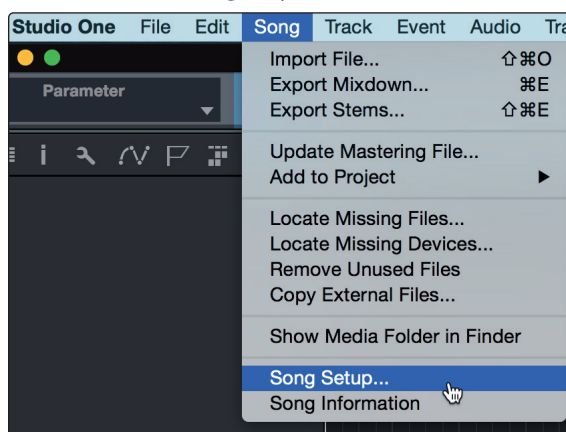 Studio One File Edit Song Track Event Audio
Parameter
Import File... ⇧⌘O
Export Mixdown... ⌘E
Export Stems... ⇧⌘E
Update Mastering File...
Add to Project ▶
Locate Missing Files...
Locate Missing Devices...
Remove Unused Files
Copy External Files...
Show Media Folder in Finder
Song Setup...
Song Information